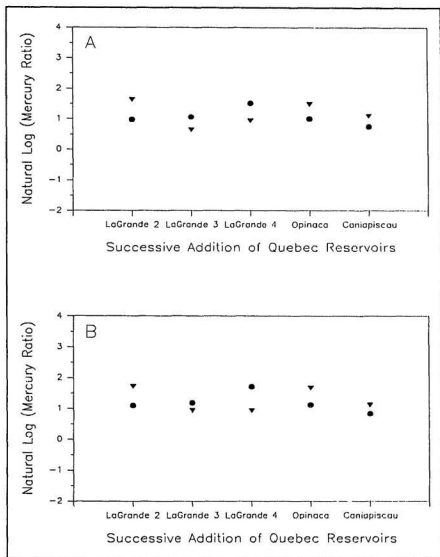 A
Natural Log (Mercury Ratio)
4
3
2
1
0
-1
-2
LaGrande 2 LaGrande 3 LaGrande 4 Opinaca Caniapiscau
Successive Addition of Quebec Reservoirs
B
Natural Log (Mercury Ratio)
4
3
2
1
0
-1
-2
LaGrande 2 LaGrande 3 LaGrande 4 Opinaca Caniapiscau
Successive Addition of Quebec Reservoirs